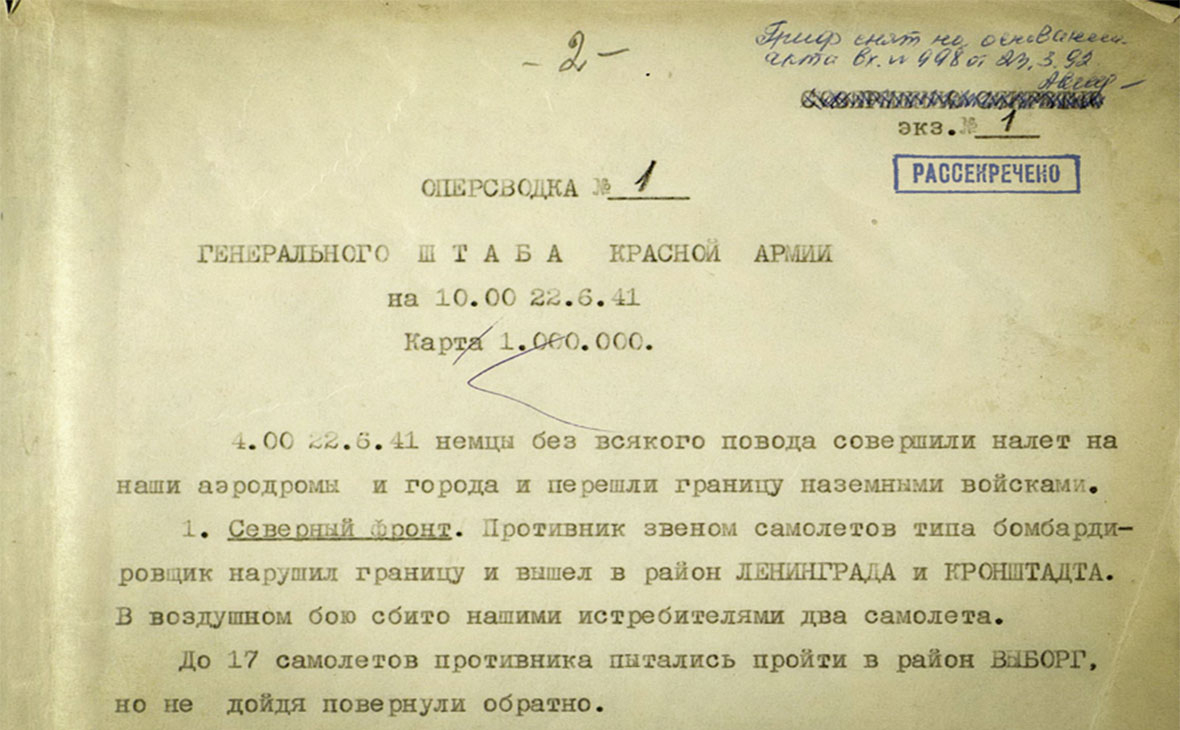 -2-
Гриф снят на основании
акта вх. № 998 от 23.3.92.
экз.№ 1
РАССЕКРЕЧЕНО
ОПЕРСВОДКА № 1
ГЕНЕРАЛЬНОГО ШТАБА КРАСНОЙ АРМИИ
на 10.00 22.6.41
Карта 1.000.000.
4.00 22.6.41 немцы без всякого повода совершили налет на
наши аэродромы и города и перешли границу наземными войсками.
1. Северный фронт. Противник звеном самолетов типа бомбарди-
ровщик нарушил границу и вышел в район ЛЕНИНГРАДА и КРОНШТАДТА.
В воздушном бою сбито нашими истребителями два самолета.
До 17 самолетов противника пытались пройти в район ВЫБОРГ,
но не дойдя повернули обратно.